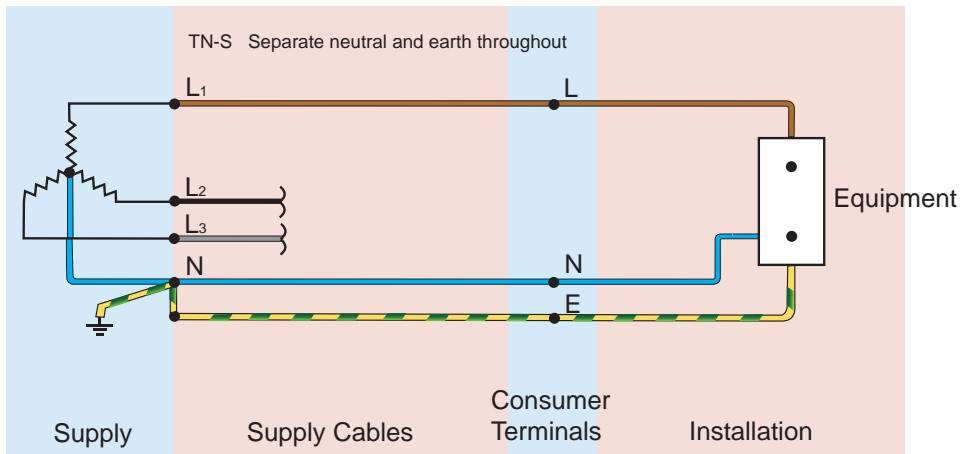 TN-S Separate neutral and earth throughout
L1
L
L2
Equipment
L3
N
N
E
Supply
Supply Cables
Consumer
Terminals
Installation